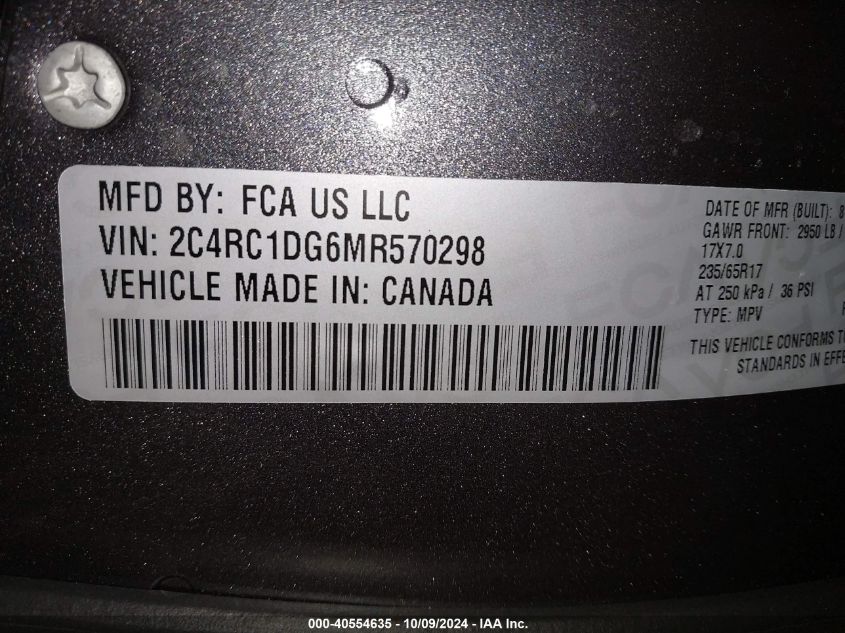 MFD BY: FCA US LLC
VIN: 2C4RC1DG6MR570298
VEHICLE MADE IN: CANADA
DATE OF MFR (BUILT): 8
GAWR FRONT: 2950 LB /
17X7.0
235/65R17
AT 250 kPa / 36 PSI
TYPE: MPV
THIS VEHICLE CONFORMS TO
STANDARDS IN EFFE
000-40554635 - 10/09/2024 - IAA Inc.